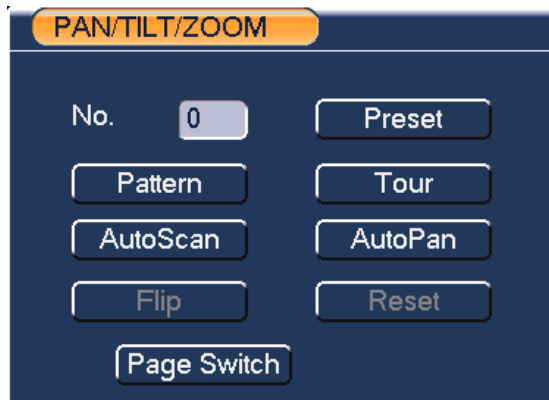 PAN/TILT/ZOOM
No. 0 Preset
Pattern Tour
AutoScan AutoPan
Flip Reset
Page Switch